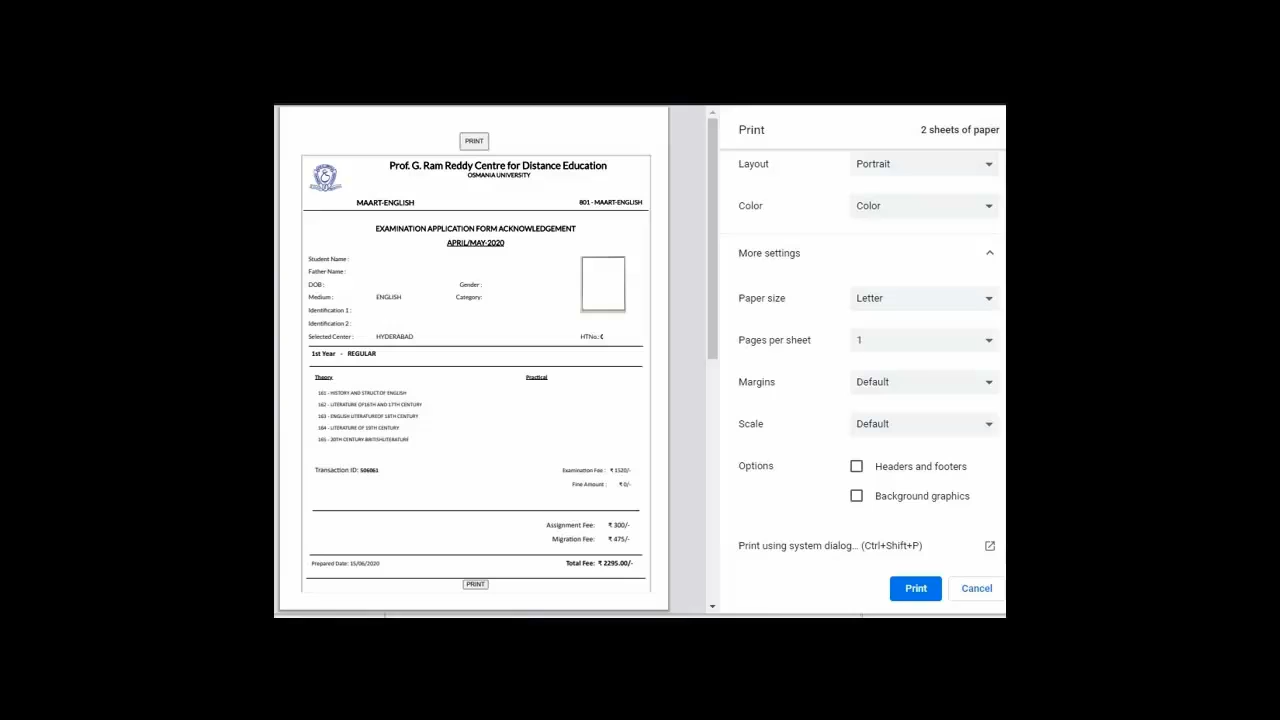 PRINT
Prof. G. Ram Reddy Centre for Distance Education
OSMANIA UNIVERSITY
MAART-ENGLISH 801 - MAART-ENGLISH
EXAMINATION APPLICATION FORM ACKNOWLEDGEMENT
APRIL/MAY-2020
Student Name :
Father Name :
DOB : Gender :
Medium : ENGLISH Category:
Identification 1 :
Identification 2 :
Selected Center : HYDERABAD HTNo.:
1st Year - REGULAR
Theory Practical
161 - HISTORY AND STRUCT.OF ENGLISH
162 - LITERATURE OF16TH AND 17TH CENTURY
163 - ENGLISH LITERATUREOF 18TH CENTURY
164 - LITERATURE OF 19TH CENTURY
165 - 20TH CENTURY BRITISHLITERATURE
Transaction ID: 506061 Examination Fee : ₹ 1520/-
Fine Amount : ₹ 0/-
Assignment Fee: ₹ 300/-
Migration Fee: ₹ 475/-
Prepared Date: 15/06/2020 Total Fee: ₹ 2295.00/-
PRINT
Print 2 sheets of paper
Layout Portrait
Color Color
More settings
Paper size Letter
Pages per sheet 1
Margins Default
Scale Default
Options Headers and footers
Background graphics
Print using system dialog... (Ctrl+Shift+P)
Print Cancel